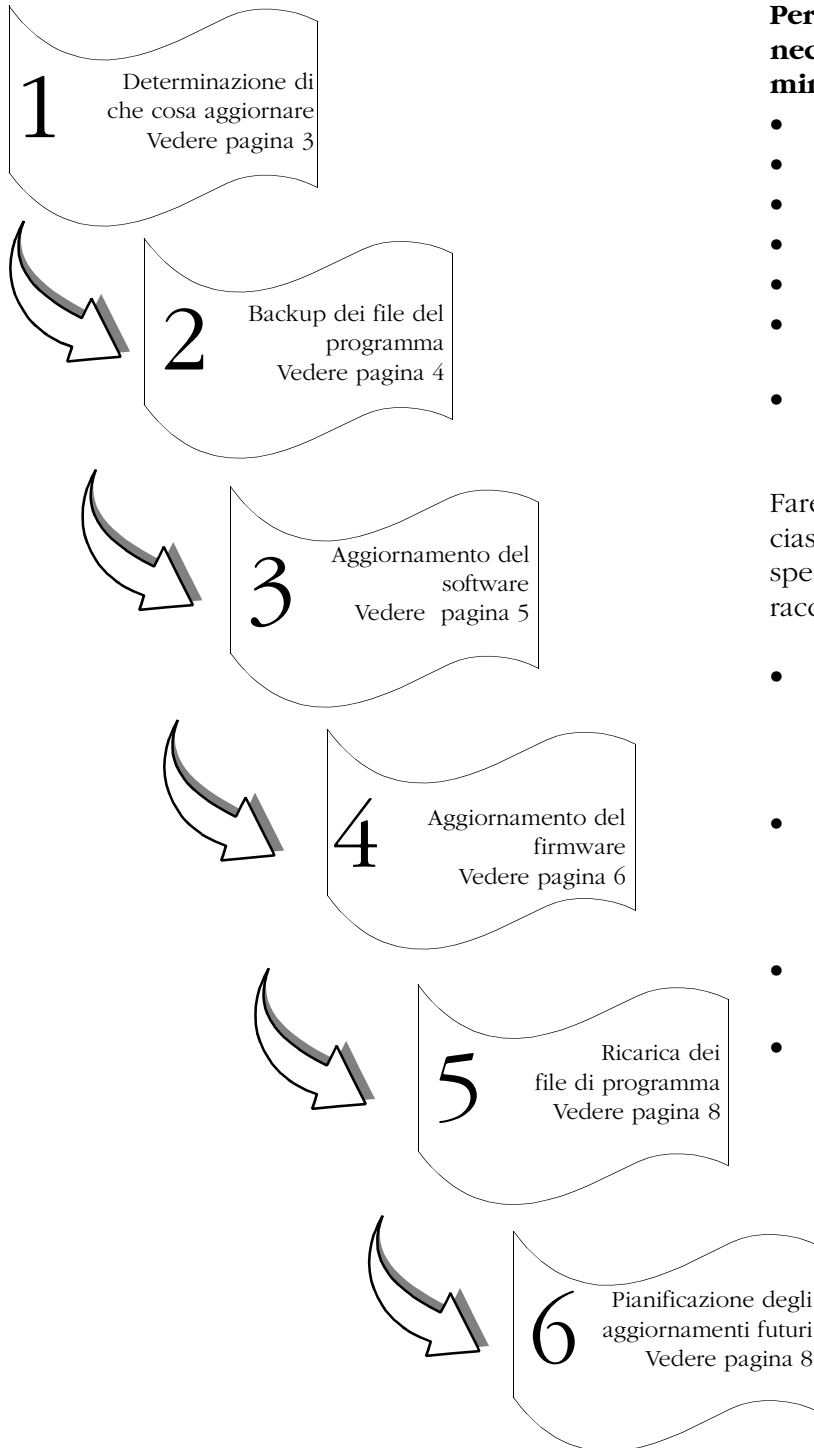 1
Determinazione di
che cosa aggiornare
Vedere pagina 3
2
Backup dei file del
programma
Vedere pagina 4
3
Aggiornamento del
software
Vedere pagina 5
4
Aggiornamento del
firmware
Vedere pagina 6
5
Ricarica dei
file di programma
Vedere pagina 8
6
Pianificazione degli
aggiornamenti futuri
Vedere pagina 8
Per
•
•
•
•
•
•
•
•
•
•
•